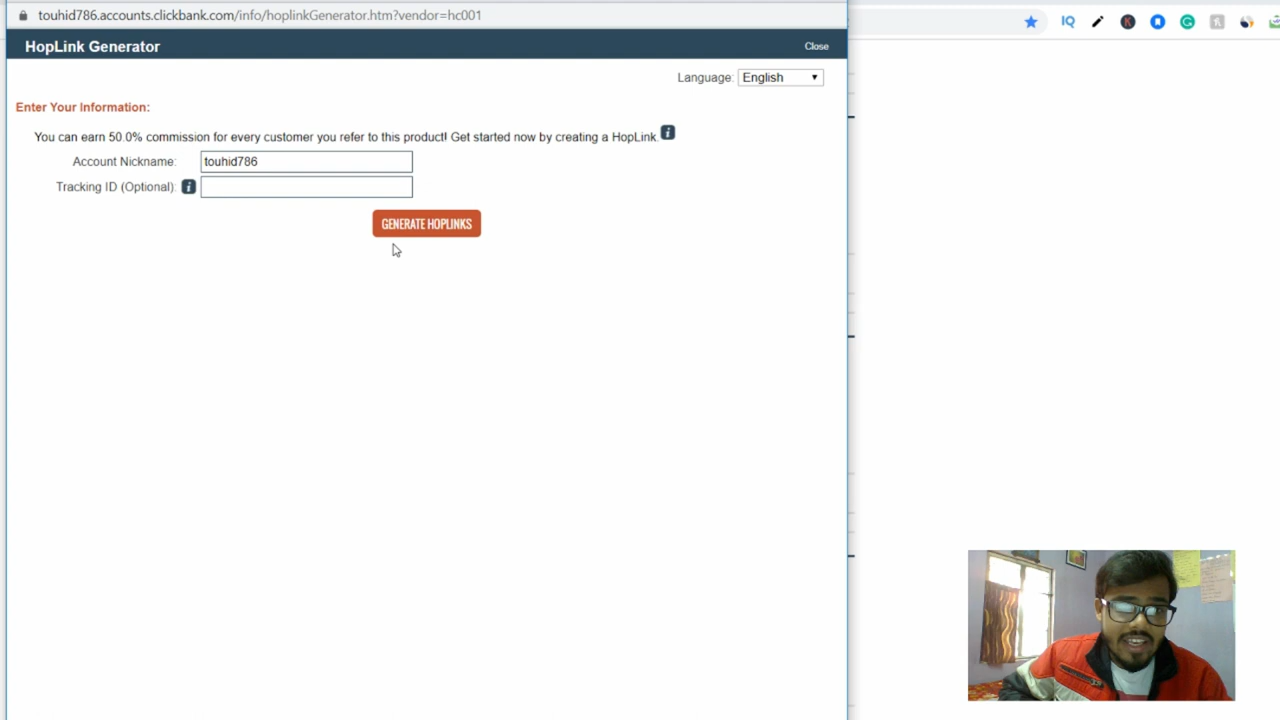 touhid786.accounts.clickbank.com/info/hoplinkGenerator.htm?vendor=hc001
HopLink Generator
Close
Language: English
Enter Your Information:
You can earn 50.0% commission for every customer you refer to this product! Get started now by creating a HopLink.
Account Nickname: touhid786
Tracking ID (Optional):
GENERATE HOPLINKS
IQ